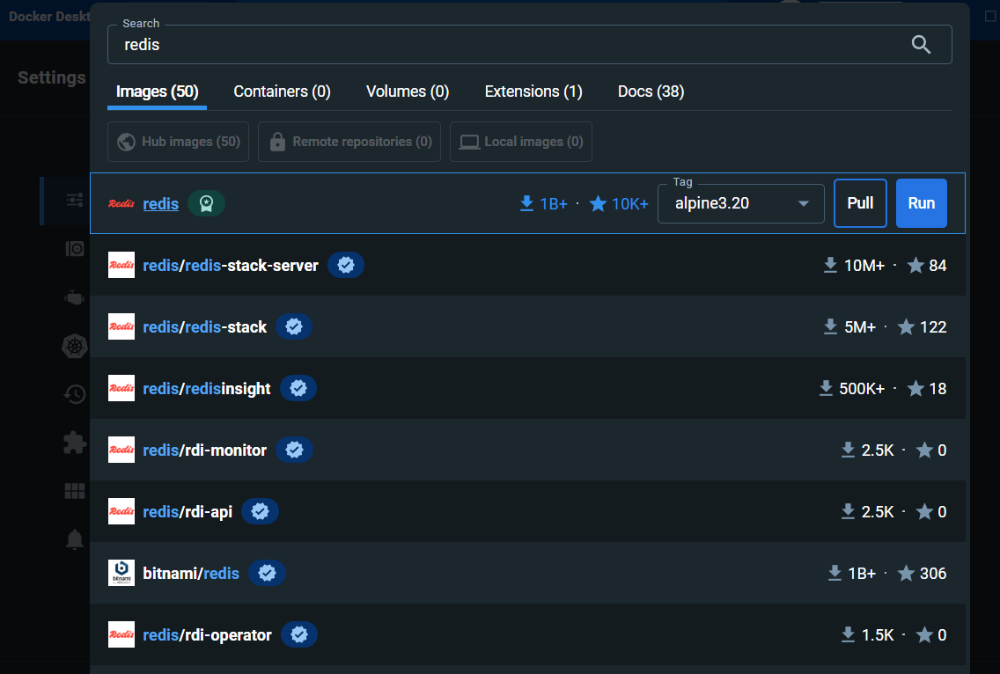 Docker Deskt
Search
redis
Settings
Images (50) Containers (0) Volumes (0) Extensions (1) Docs (38)
Hub images (50) Remote repositories (0) Local images (0)
Redis redis 1B+ · 10K+ Tag alpine3.20 Pull Run
Redis redis/redis-stack-server 10M+ · 84
Redis redis/redis-stack 5M+ · 122
Redis redis/redisinsight 500K+ · 18
Redis redis/rdi-monitor 2.5K · 0
Redis redis/rdi-api 2.5K · 0
bitnami bitnami/redis 1B+ · 306
Redis redis/rdi-operator 1.5K · 0